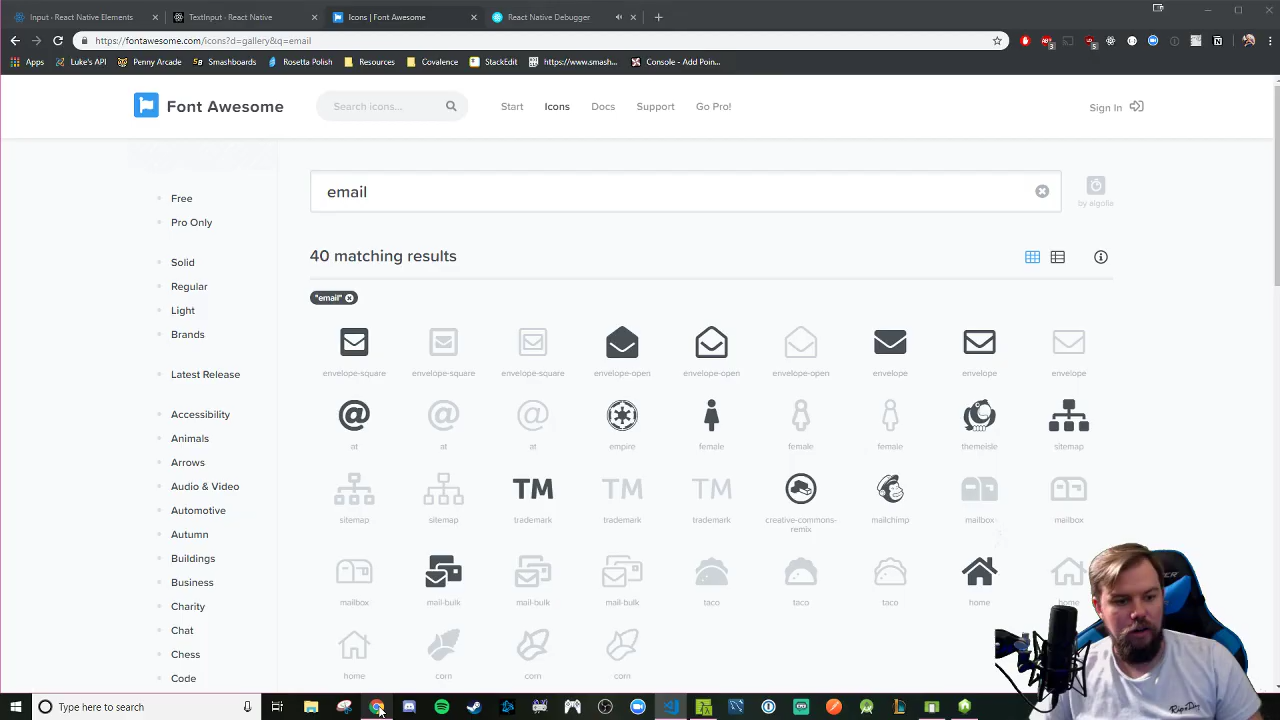 Input - React Native Elements
TextInput · React Native
Icons | Font Awesome
React Native Debugger
https://fontawesome.com/icons?d=gallery&q=email
Apps
Luke's API
Penny Arcade
Smashboards
Rosetta Polish
Resources
Covalence
StackEdit
https://www.smash...
Console - Add Poin...
Font Awesome
Search icons...
Start
Icons
Docs
Support
Go Pro!
Sign In
Free
Pro Only
Solid
Regular
Light
Brands
Latest Release
Accessibility
Animals
Arrows
Audio & Video
Automotive
Autumn
Buildings
Business
Charity
Chat
Chess
Code
email
by algolia
40 matching results
"email"
envelope-square envelope-square envelope-square envelope-open envelope-open envelope-open envelope envelope envelope
at at at empire female female female themeisle sitemap
sitemap sitemap trademark trademark trademark creative-commons-remix mailchimp mailbox mailbox
TM TM TM
mailbox mail-bulk mail-bulk mail-bulk taco taco taco home home
home corn corn corn
Type here to search